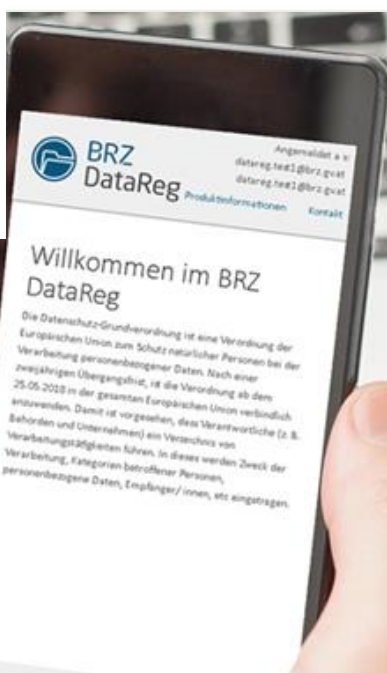 BRZ
DataReg
Angemeldet
datareg.test1@brz.gv.at
datareg.test1@brz.gv.at
Produktinformationen
Kontakt
Willkommen im BRZ
DataReg
Die Datenschutz-Grundverordnung ist eine Verordnung der
Europäischen Union zum Schutz natürlicher Personen bei der
Verarbeitung personenbezogener Daten. Nach einer
zweijährigen Übergangsfrist, ist die Verordnung ab dem
25.05.2018 in der gesamten Europäischen Union verbindlich
anzuwenden. Damit ist vorgesehen, dass Verantwortliche (z. B.
Behörden und Unternehmen) ein Verzeichnis von
Verarbeitungstätigkeiten führen. In dieses werden Zweck der
Verarbeitung, Kategorien betroffener Personen,
personenbezogene Daten, Empfänger/innen, etc eingetragen.